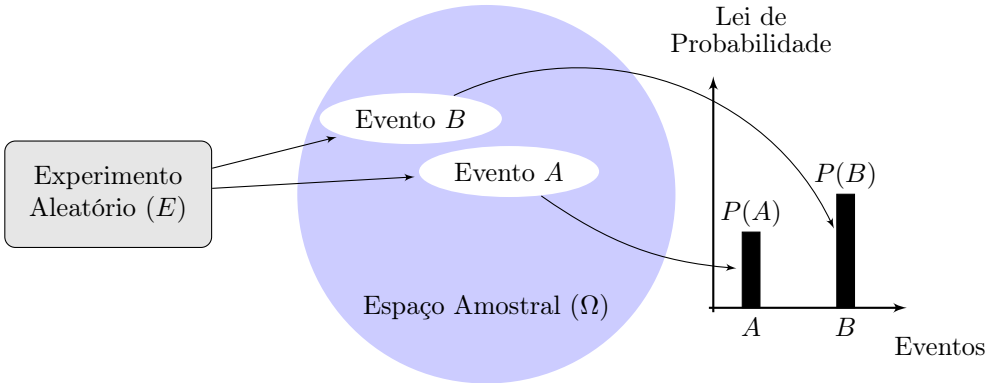 Experimento
Aleatório (E)
Evento B
Evento A
Espaço Amostral (Ω)
Lei de
Probabilidade
P(A)
P(B)
A
B
Eventos